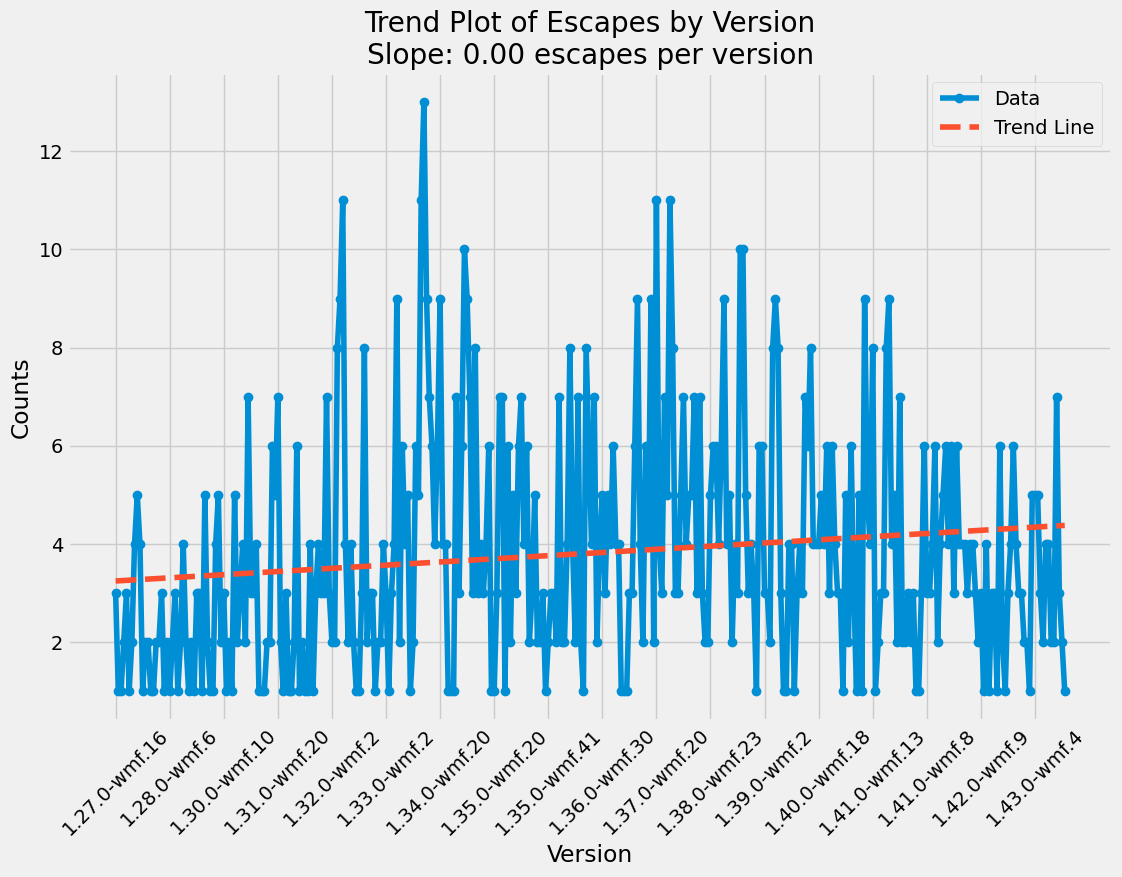 Trend Plot of Escapes by Version
Slope: 0.00 escapes per version
Data
Trend Line
12
10
8
6
4
2
Counts
1.27.0-wmf.16
1.28.0-wmf.6
1.30.0-wmf.10
1.31.0-wmf.20
1.32.0-wmf.2
1.33.0-wmf.2
1.34.0-wmf.20
1.35.0-wmf.20
1.35.0-wmf.41
1.36.0-wmf.30
1.37.0-wmf.20
1.38.0-wmf.23
1.39.0-wmf.2
1.40.0-wmf.18
1.41.0-wmf.13
1.41.0-wmf.8
1.42.0-wmf.9
1.43.0-wmf.4
Version